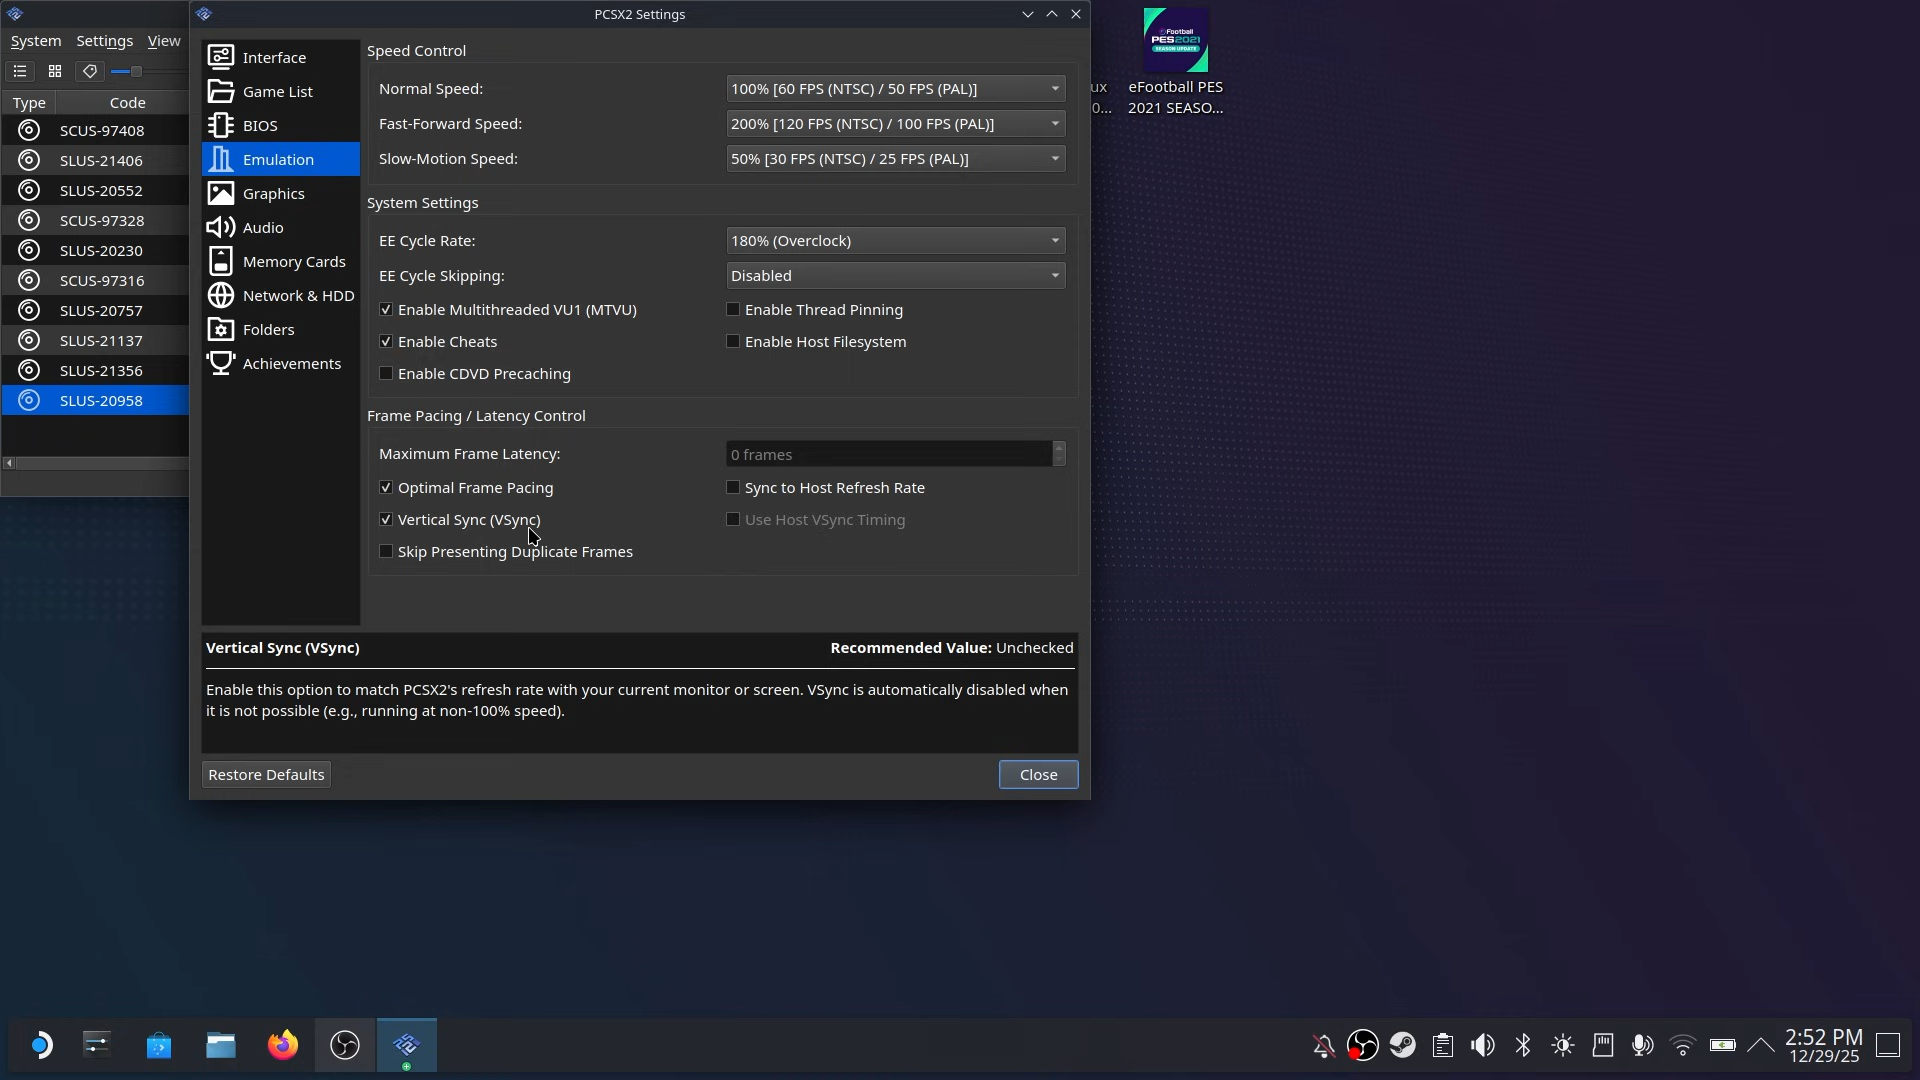 PCSX2 Settings
System Settings View
Type Code
SCUS-97408
SLUS-21406
SLUS-20552
SCUS-97328
SLUS-20230
SCUS-97316
SLUS-20757
SLUS-21137
SLUS-21356
SLUS-20958
Interface
Game List
BIOS
Emulation
Graphics
Audio
Memory Cards
Network & HDD
Folders
Achievements
Speed Control
Normal Speed: 100% [60 FPS (NTSC) / 50 FPS (PAL)]
Fast-Forward Speed: 200% [120 FPS (NTSC) / 100 FPS (PAL)]
Slow-Motion Speed: 50% [30 FPS (NTSC) / 25 FPS (PAL)]
System Settings
EE Cycle Rate: 180% (Overclock)
EE Cycle Skipping: Disabled
Enable Multithreaded VU1 (MTVU) Enable Thread Pinning
Enable Cheats Enable Host Filesystem
Enable CDVD Precaching
Frame Pacing / Latency Control
Maximum Frame Latency: 0 frames
Optimal Frame Pacing Sync to Host Refresh Rate
Vertical Sync (VSync) Use Host VSync Timing
Skip Presenting Duplicate Frames
Vertical Sync (VSync) Recommended Value: Unchecked
Enable this option to match PCSX2's refresh rate with your current monitor or screen. VSync is automatically disabled when
it is not possible (e.g., running at non-100% speed).
Restore Defaults Close
eFootball
PES2021
SEASON UPDATE
ux
0...
eFootball PES
2021 SEASO...
2:52 PM
12/29/25